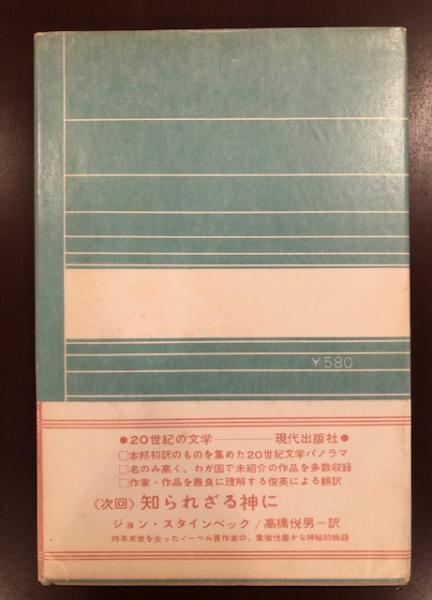 ¥580
●20世紀の文学――現代出版社●
□本邦初訳のものを集めた20世紀文学パノラマ
□名のみ高く、わが国で未紹介の作品を多数収録
□作家・作品を最良に理解する俊英による翻訳
《次回》知られざる神に
ジョン・スタインベック/高橋悦男=訳
昨年末世を去ったノーベル賞作家の、象徴性豊かな神秘的物語